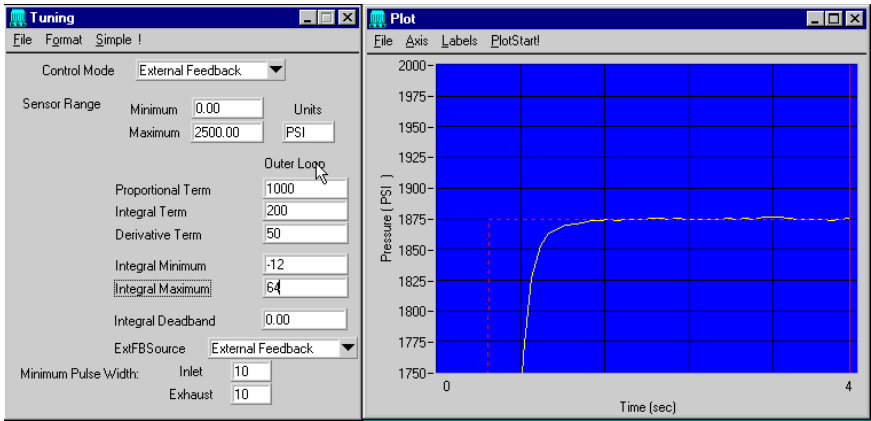 Tuning
File Format Simple !
Control Mode External Feedback
Sensor Range Minimum 0.00 Units
Maximum 2500.00 PSI
Outer Loop
Proportional Term 1000
Integral Term 200
Derivative Term 50
Integral Minimum -12
Integral Maximum 64
Integral Deadband 0.00
ExtFBSource External Feedback
Minimum Pulse Width: Inlet 10
Exhaust 10
Plot
File Axis Labels PlotStart!
2000
1975
1950
1925
1900
1875
1850
1825
1800
1775
1750
Pressure ( PSI )
0 4
Time (sec)